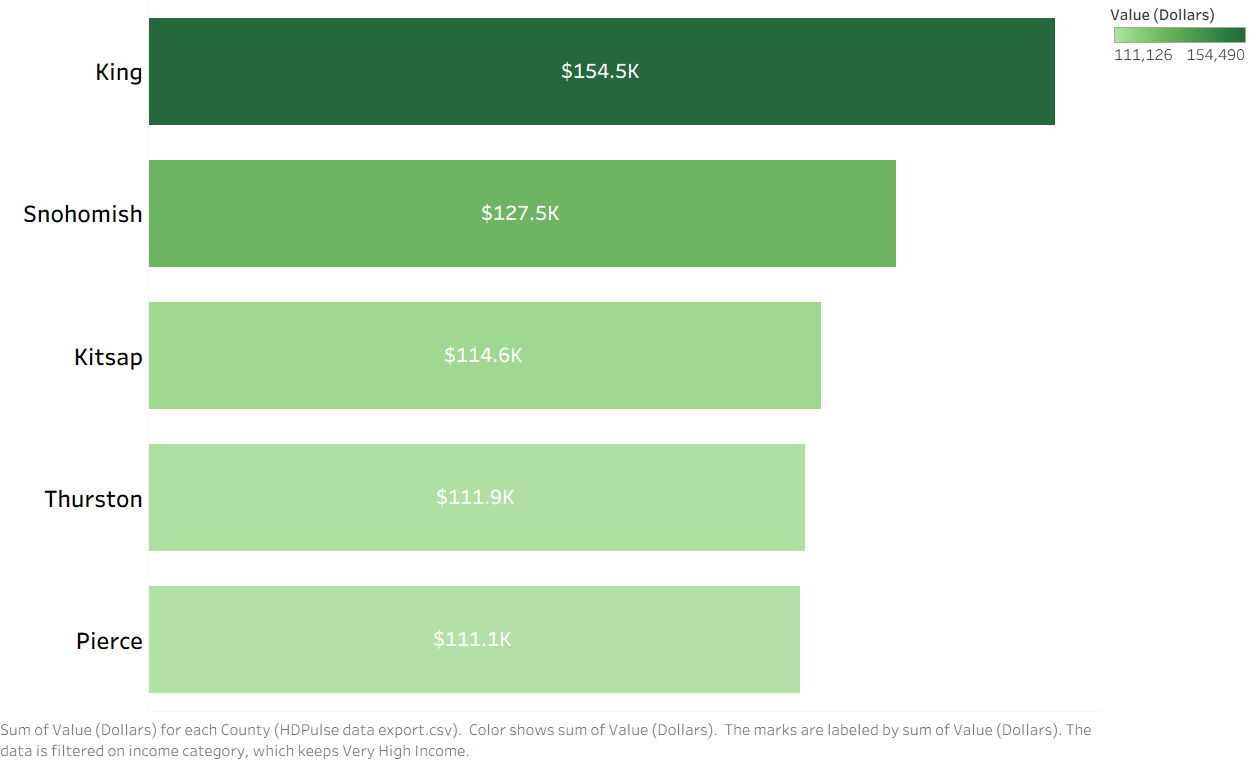 Value (Dollars)
111,126 154,490
King $154.5K
Snohomish $127.5K
Kitsap $114.6K
Thurston $111.9K
Pierce $111.1K
Sum of Value (Dollars) for each County (HDPulse data export.csv). Color shows sum of Value (Dollars). The marks are labeled by sum of Value (Dollars). The
data is filtered on income category, which keeps Very High Income.